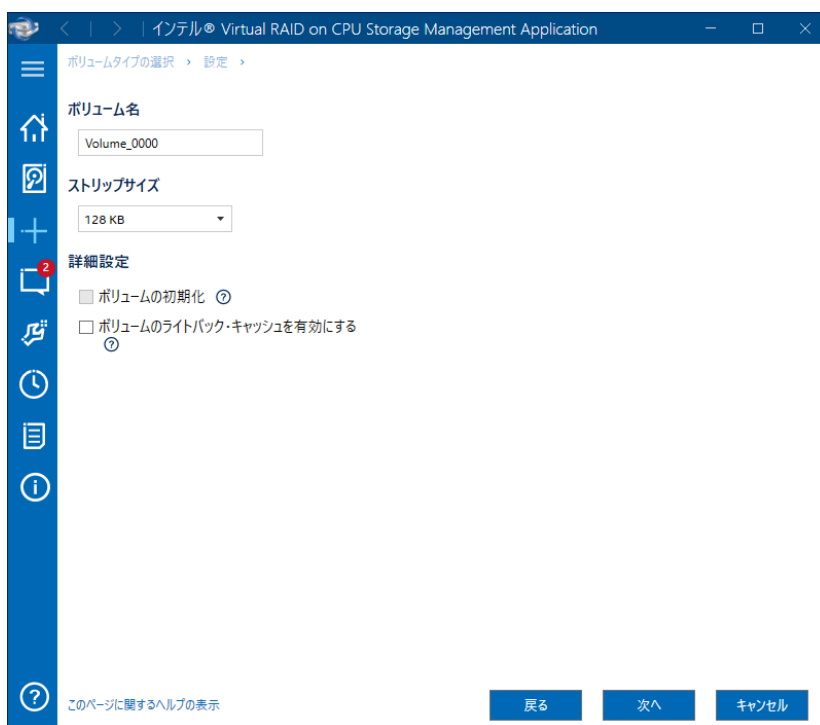 インテル® Virtual RAID on CPU Storage Management Application
ボリュームタイプの選択 › 設定 ›
ボリューム名
Volume_0000
ストリップサイズ
128 KB
2
詳細設定
ボリュームの初期化 ?
ボリュームのライトバック・キャッシュを有効にする
?
このページに関するヘルプの表示
戻る 次へ キャンセル